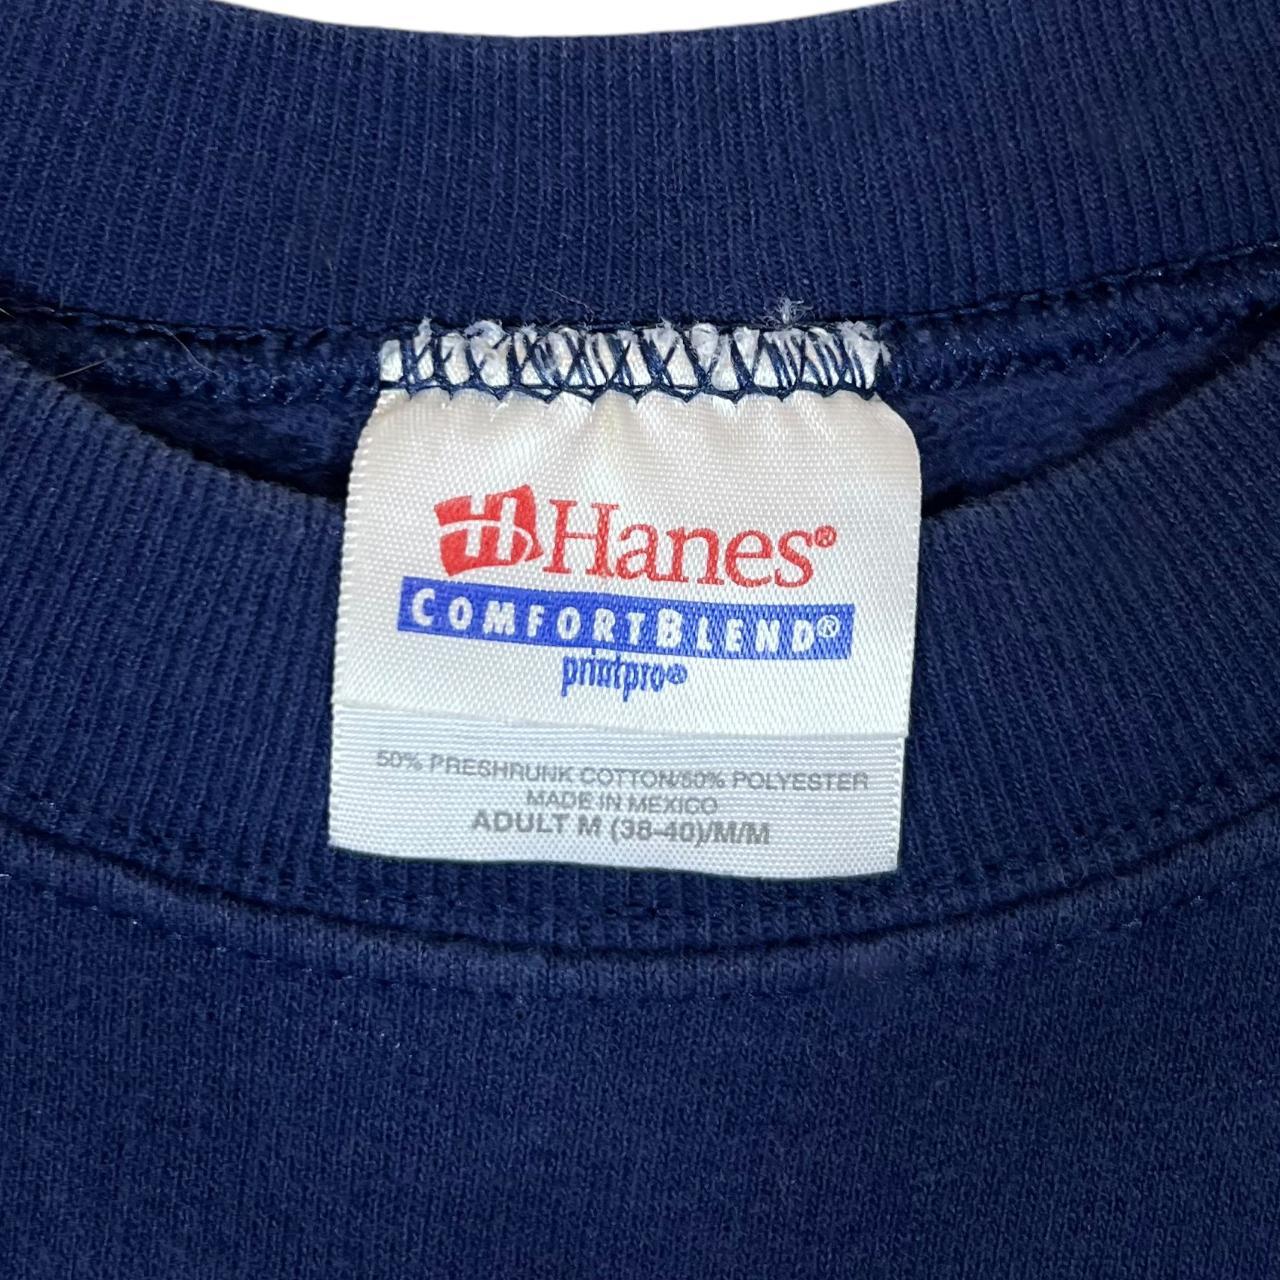 Hanes®
COMFORTBLEND®
printpro®
50% PRESHRUNK COTTON/50% POLYESTER
MADE IN MEXICO
ADULT M (38-40)/M/M